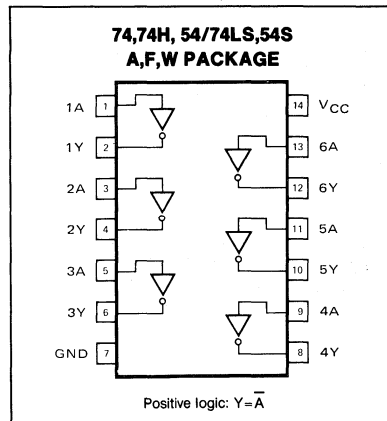 74,74H, 54/74LS,54S
A,F,W PACKAGE
1A 1 14 VCC
1Y 2 13 6A
2A 3 12 6Y
2Y 4 11 5A
3A 5 10 5Y
3Y 6 9 4A
GND 7 8 4Y
Positive logic: Y=A̅